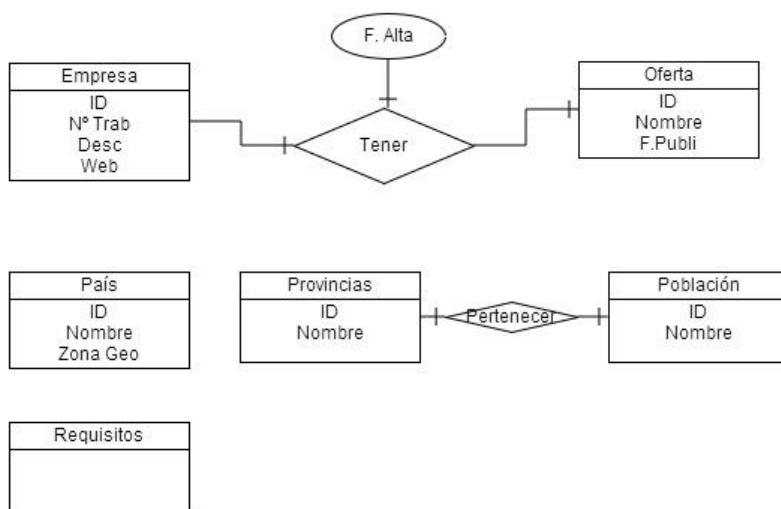 F. Alta
Empresa
ID
Nº Trab
Desc
Web
Tener
Oferta
ID
Nombre
F.Publi
País
ID
Nombre
Zona Geo
Provincias
ID
Nombre
Pertenecer
Población
ID
Nombre
Requisitos